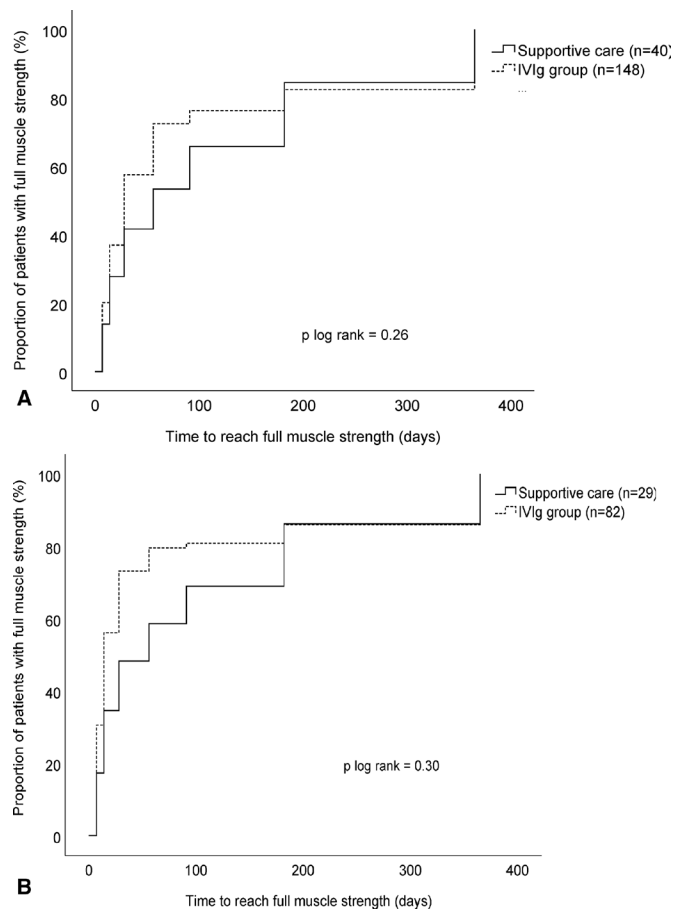 100
80
60
40
20
0
Proportion of patients with full muscle strength (%)
Supportive care (n=40)
IVIg group (n=148)
...
p log rank = 0.26
A
0 100 200 300 400
Time to reach full muscle strength (days)
100
80
60
40
20
0
Proportion of patients with full muscle strength (%)
Supportive care (n=29)
IVIg group (n=82)
p log rank = 0.30
0 100 200 300 400
B
Time to reach full muscle strength (days)